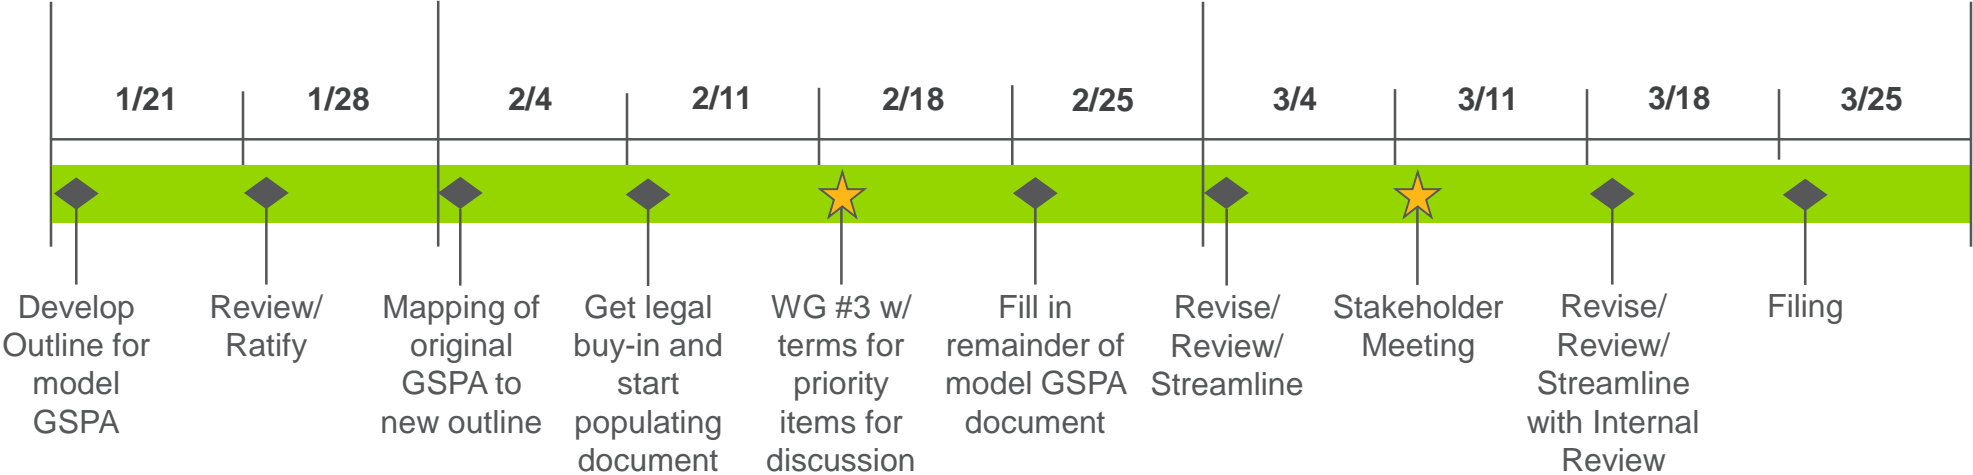 1/21
1/28
2/4
2/11
2/18
2/25
3/4
3/11
3/18
3/25
Develop
Outline for
model
GSPA
Review/
Ratify
Mapping of
original
GSPA to
new outline
Get legal
buy-in and
start
populating
document
WG #3 w/
terms for
priority
items for
discussion
Fill in
remainder of
model GSPA
document
Revise/
Review/
Streamline
Stakeholder
Meeting
Revise/
Review/
Streamline
with Internal
Review
Filing